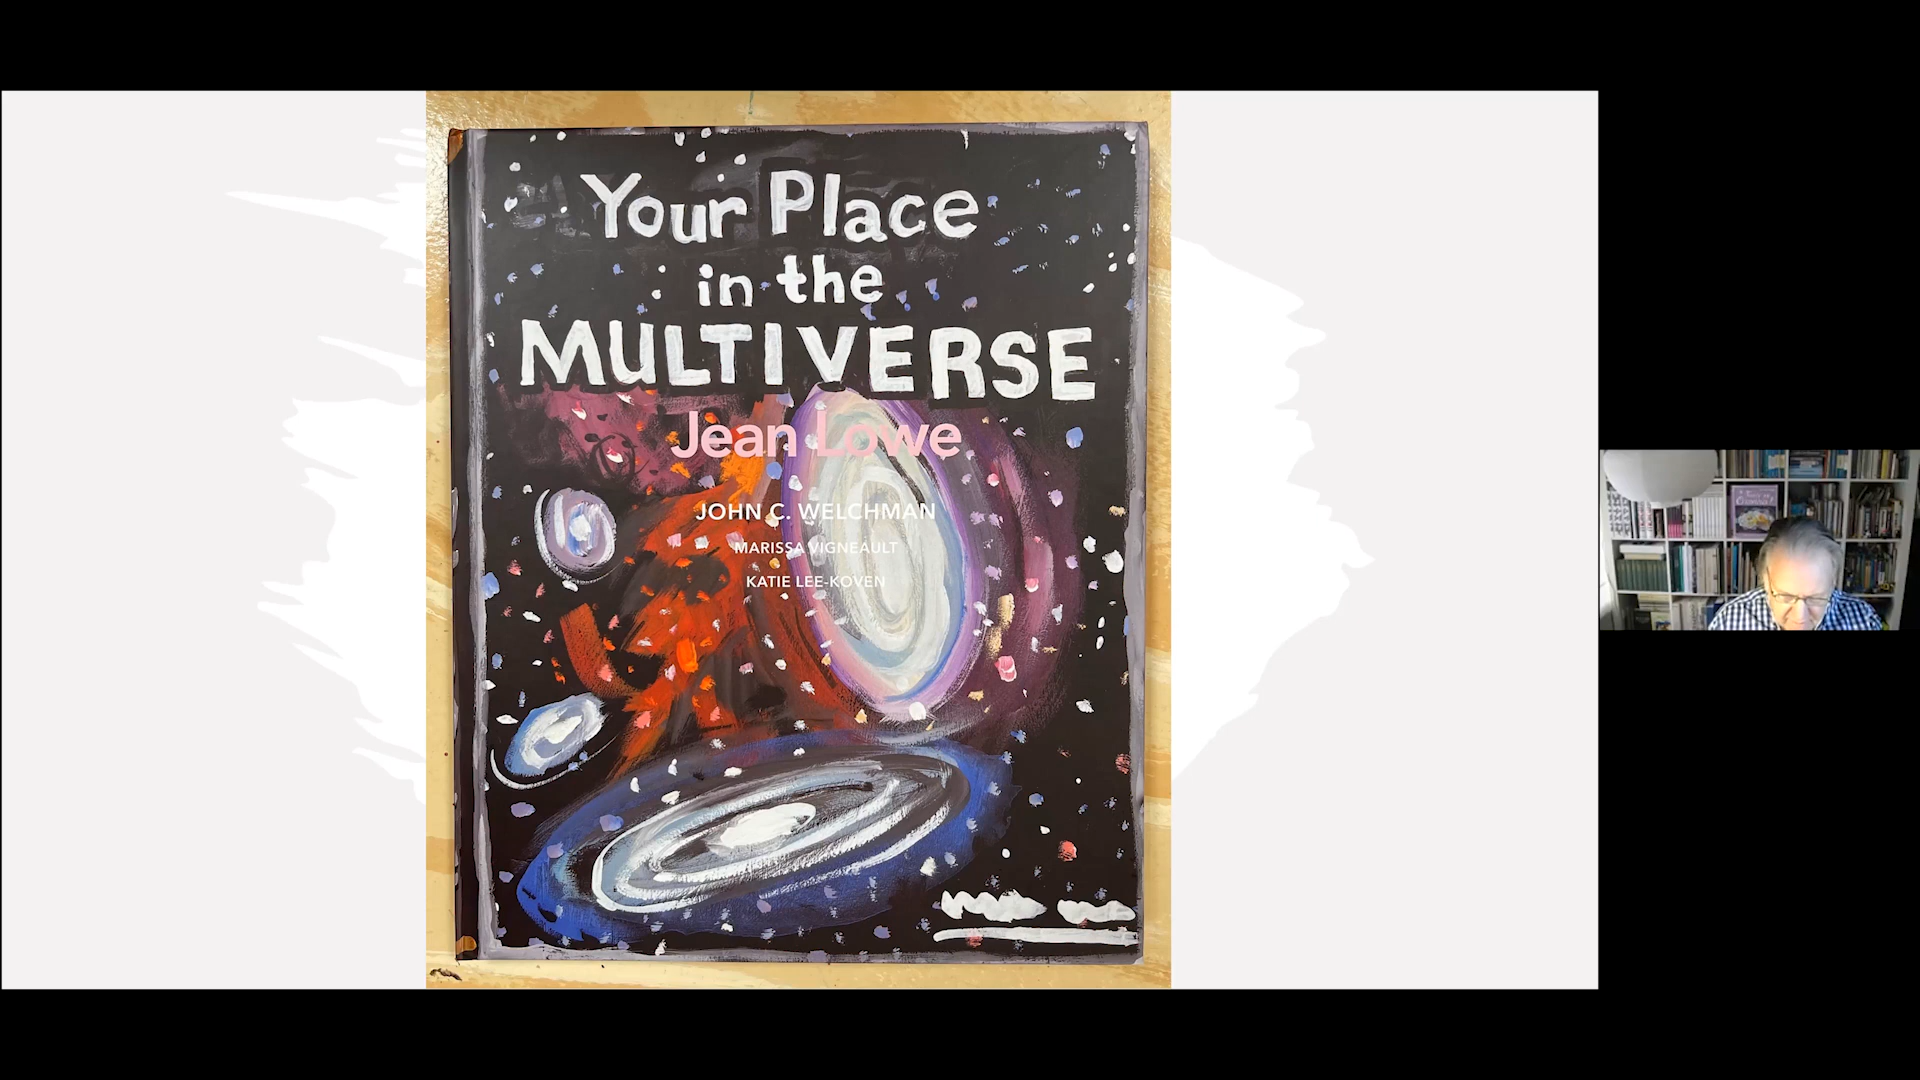 Your Place
in the
MULTIVERSE
Jean Lowe
JOHN C. WELCHMAN
MARISSA VIGNEAULT
KATIE LEE-KOVEN